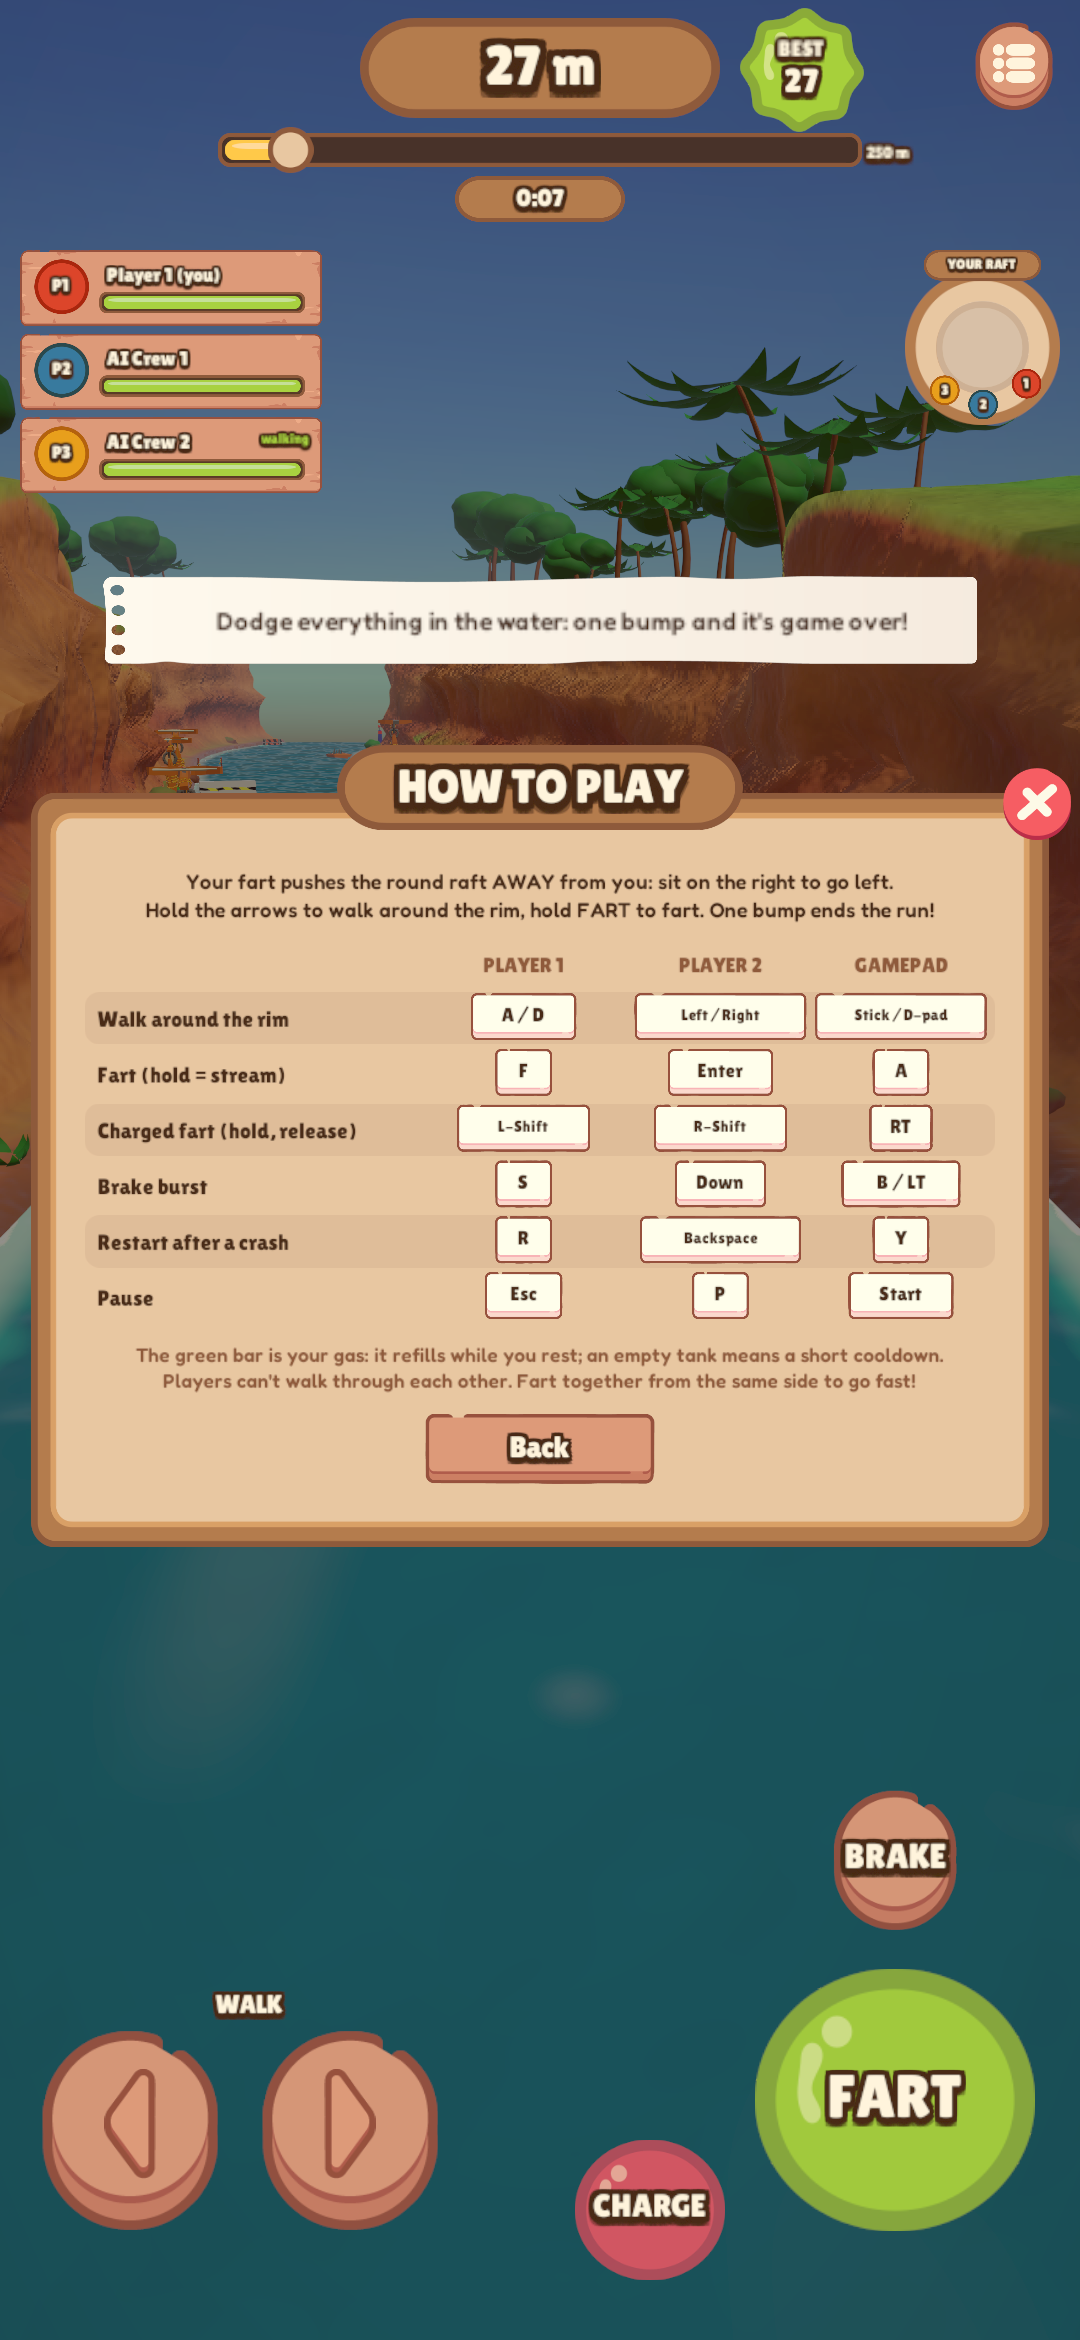 27 m
BEST
27
250 m
0:07
P1
Player 1 (you)
P2
AI Crew 1
P3
AI Crew 2
walking
YOUR RAFT
3
2
1
Dodge everything in the water: one bump and it's game over!
HOW TO PLAY
Your fart pushes the round raft AWAY from you: sit on the right to go left.
Hold the arrows to walk around the rim, hold FART to fart. One bump ends the run!
PLAYER 1 PLAYER 2 GAMEPAD
Walk around the rim A / D Left / Right Stick / D-pad
Fart (hold = stream) F Enter A
Charged fart (hold, release) L-Shift R-Shift RT
Brake burst S Down B / LT
Restart after a crash R Backspace Y
Pause Esc P Start
The green bar is your gas: it refills while you rest; an empty tank means a short cooldown.
Players can't walk through each other. Fart together from the same side to go fast!
Back
BRAKE
WALK
FART
CHARGE